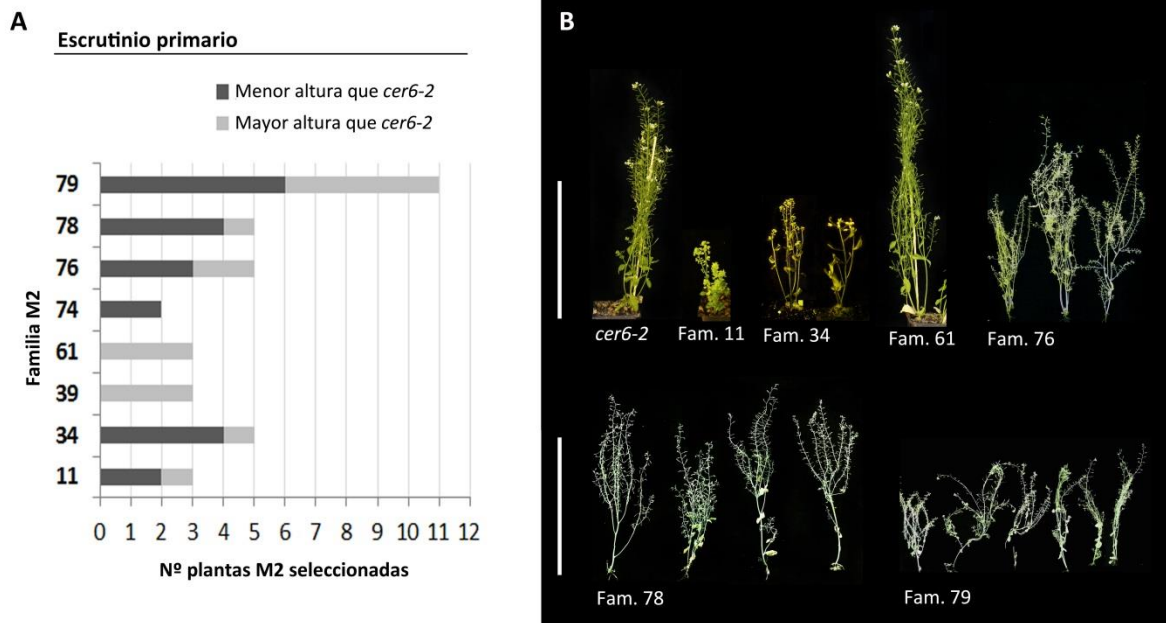 A
Escrutinio primario
Menor altura que cer6-2
Mayor altura que cer6-2
Familia M2
79
78
76
74
61
39
34
11
0 1 2 3 4 5 6 7 8 9 10 11 12
Nº plantas M2 seleccionadas
B
cer6-2 Fam. 11 Fam. 34 Fam. 61 Fam. 76
Fam. 78 Fam. 79